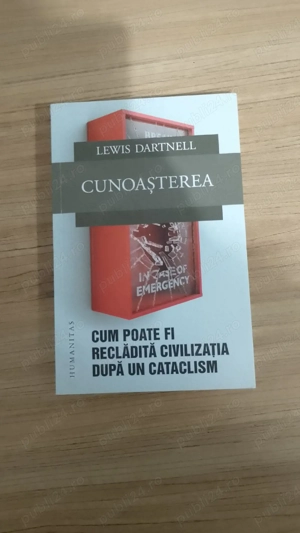 LEWIS DARTNELL
CUNOAȘTEREA
IN CASE OF
EMERGENCY
HUMANITAS
CUM POATE FI
RECLĂDITĂ CIVILIZAȚIA
DUPĂ UN CATACLISM